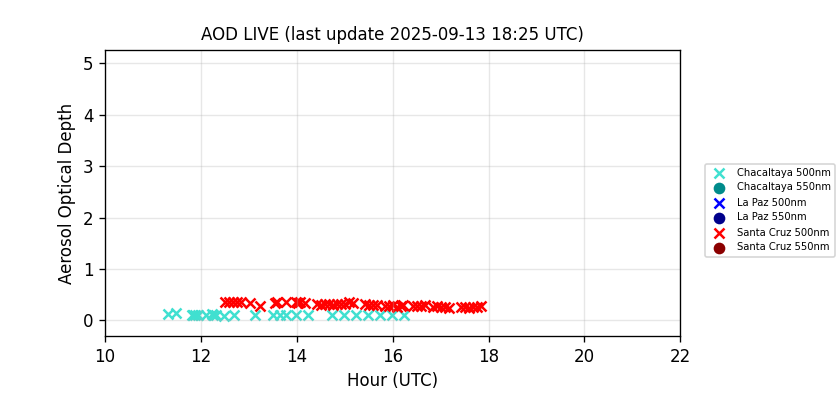 AOD LIVE (last update 2025-09-13 18:25 UTC)
Aerosol Optical Depth
5
4
3
2
1
0
10 12 14 16 18 20 22
Hour (UTC)
Chacaltaya 500nm
Chacaltaya 550nm
La Paz 500nm
La Paz 550nm
Santa Cruz 500nm
Santa Cruz 550nm